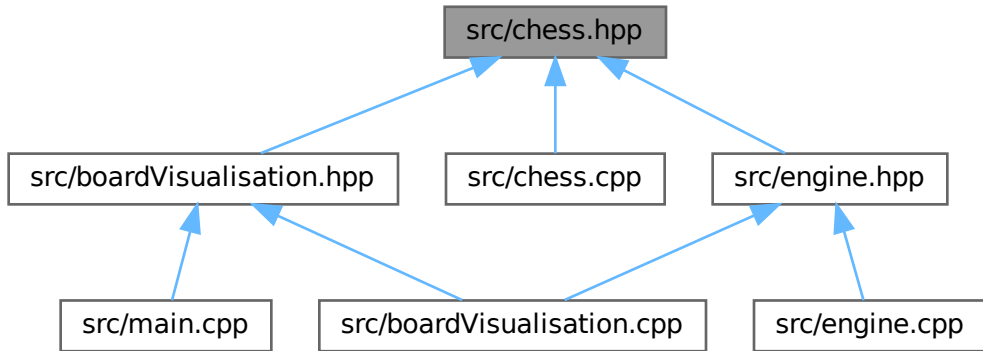 src/chess.hpp
src/boardVisualisation.hpp
src/chess.cpp
src/engine.hpp
src/main.cpp
src/boardVisualisation.cpp
src/engine.cpp